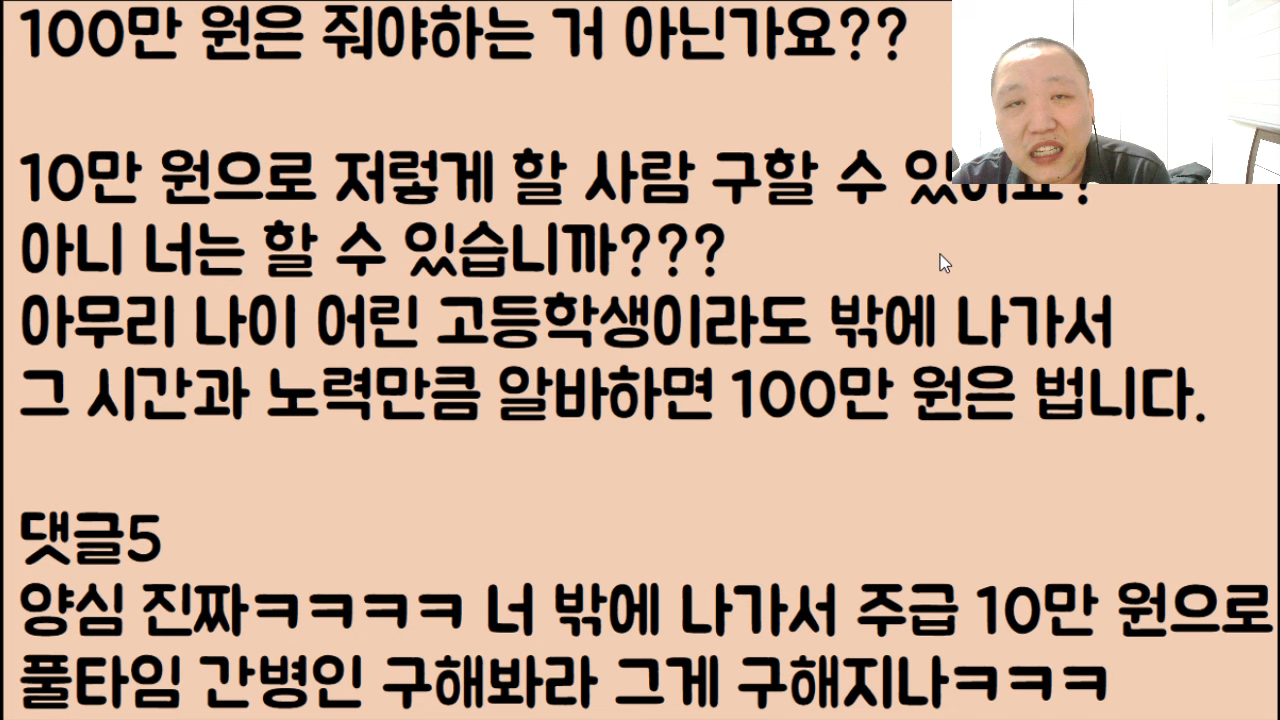 100만 원은 줘야하는 거 아닌가요??
10만 원으로 저렇게 할 사람 구할 수 있어요?
아니 너는 할 수 있습니까???
아무리 나이 어린 고등학생이라도 밖에 나가서
그 시간과 노력만큼 알바하면 100만 원은 법니다.
댓글5
양심 진짜ㅋㅋㅋㅋ 너 밖에 나가서 주급 10만 원으로
풀타임 간병인 구해봐라 그게 구해지나ㅋㅋㅋ